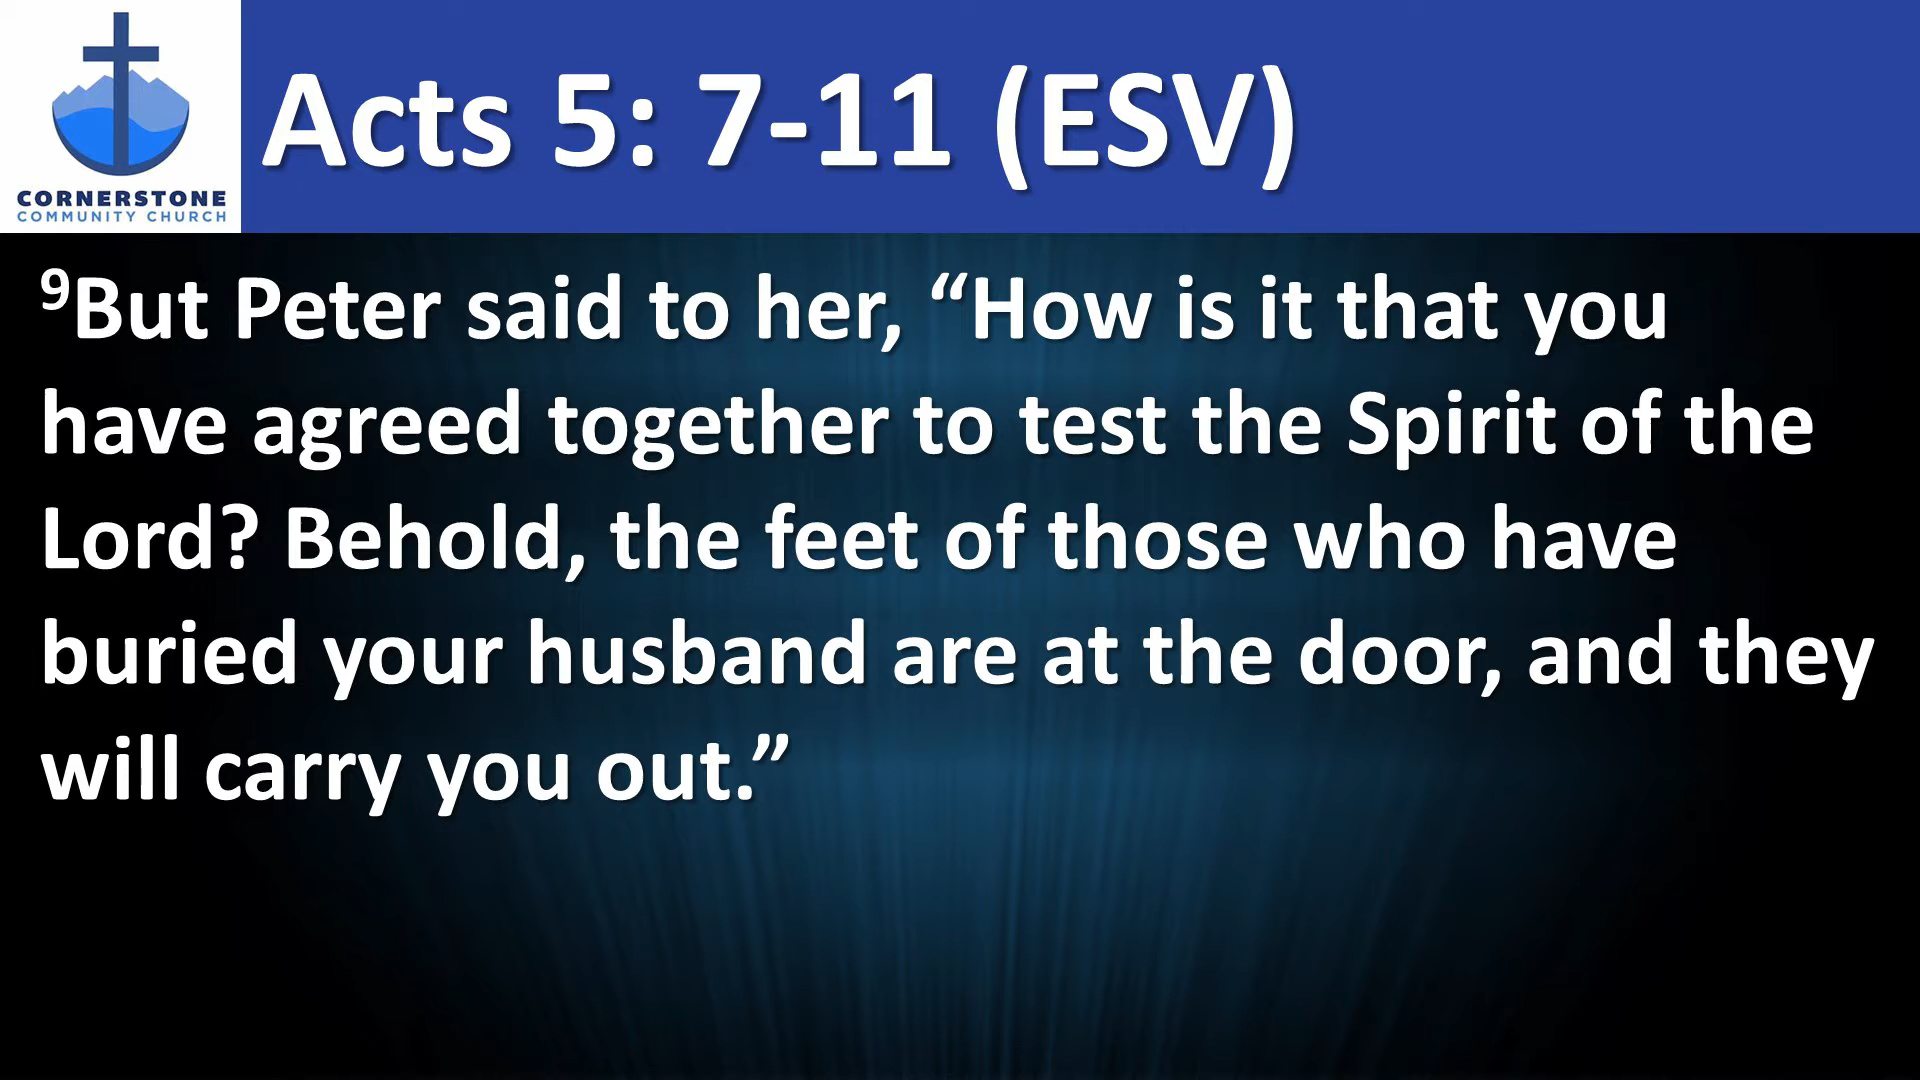 CORNERSTONE
COMMUNITY CHURCH
Acts 5: 7-11 (ESV)
⁹But Peter said to her, “How is it that you
have agreed together to test the Spirit of the
Lord? Behold, the feet of those who have
buried your husband are at the door, and they
will carry you out.”